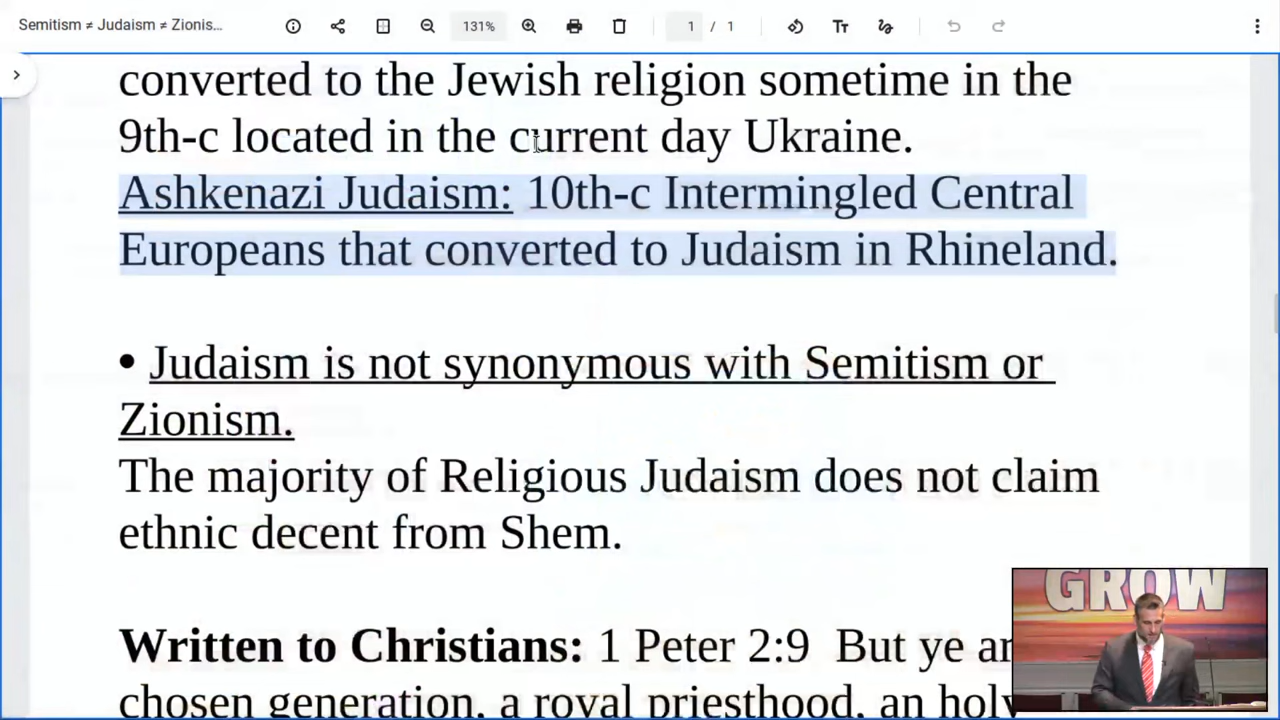 Semitism ≠ Judaism ≠ Zionis...
131%
1 / 1
converted to the Jewish religion sometime in the
9th-c located in the current day Ukraine.
Ashkenazi Judaism: 10th-c Intermingled Central
Europeans that converted to Judaism in Rhineland.
• Judaism is not synonymous with Semitism or
Zionism.
The majority of Religious Judaism does not claim
ethnic decent from Shem.
Written to Christians: 1 Peter 2:9 But ye
chosen generation, a royal priesthood, an
GROW